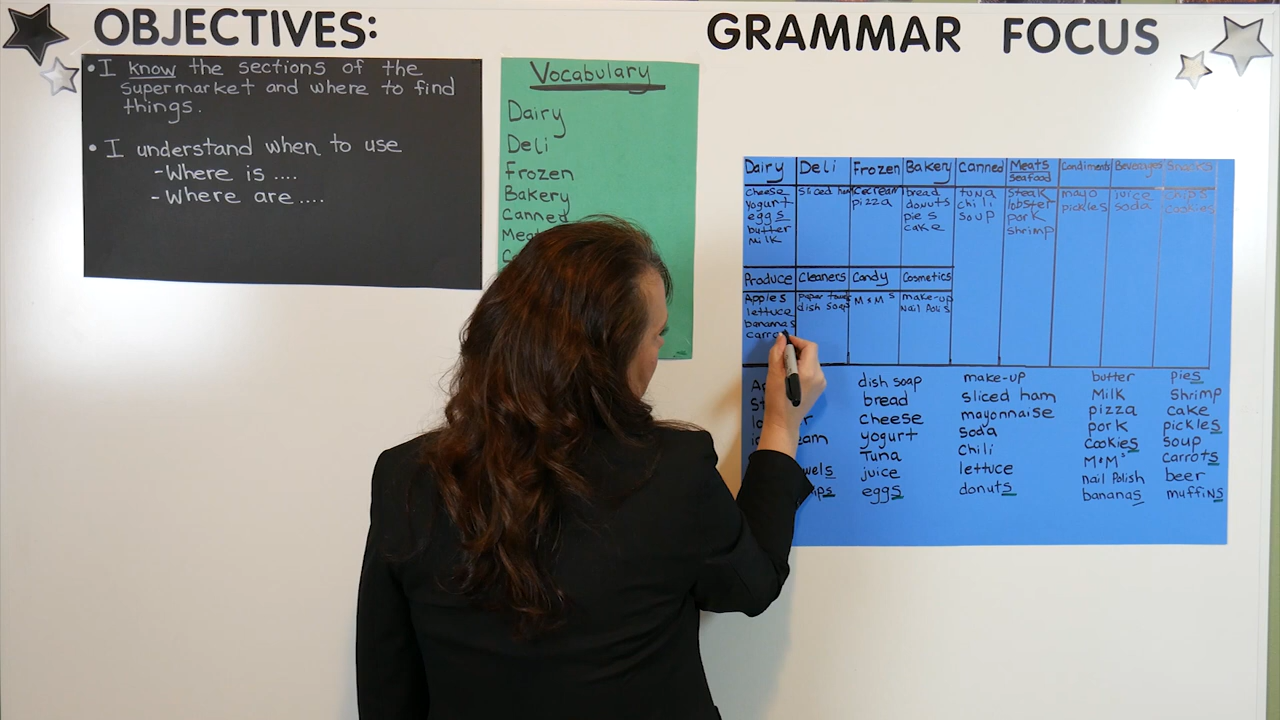 OBJECTIVES:
GRAMMAR FOCUS
• I know the sections of the
supermarket and where to find
things.
• I understand when to use
-Where is ....
-Where are ....
Vocabulary
Dairy
Deli
Frozen
Bakery
Canned
Dairy Deli Frozen Bakery Canned Meats Condiments Beverages
seafood
cheese sliced ham icecream bread tuna steak mayo juice chips
yogurt pizza donuts chili lobster pickles soda cookies
eggs pies soup pork
butter cake shrimp
milk
Produce Cleaners Candy Cosmetics
Apples paper M&M's make-up
lettuce dish soap Nail Polis
bananas
dish soap make-up butter pies
bread sliced ham Milk Shrimp
cheese mayonnaise pizza cake
yogurt soda pork pickles
Tuna chili cookies soup
juice lettuce M&M's carrots
eggs donuts nail Polish beer
bananas muffins